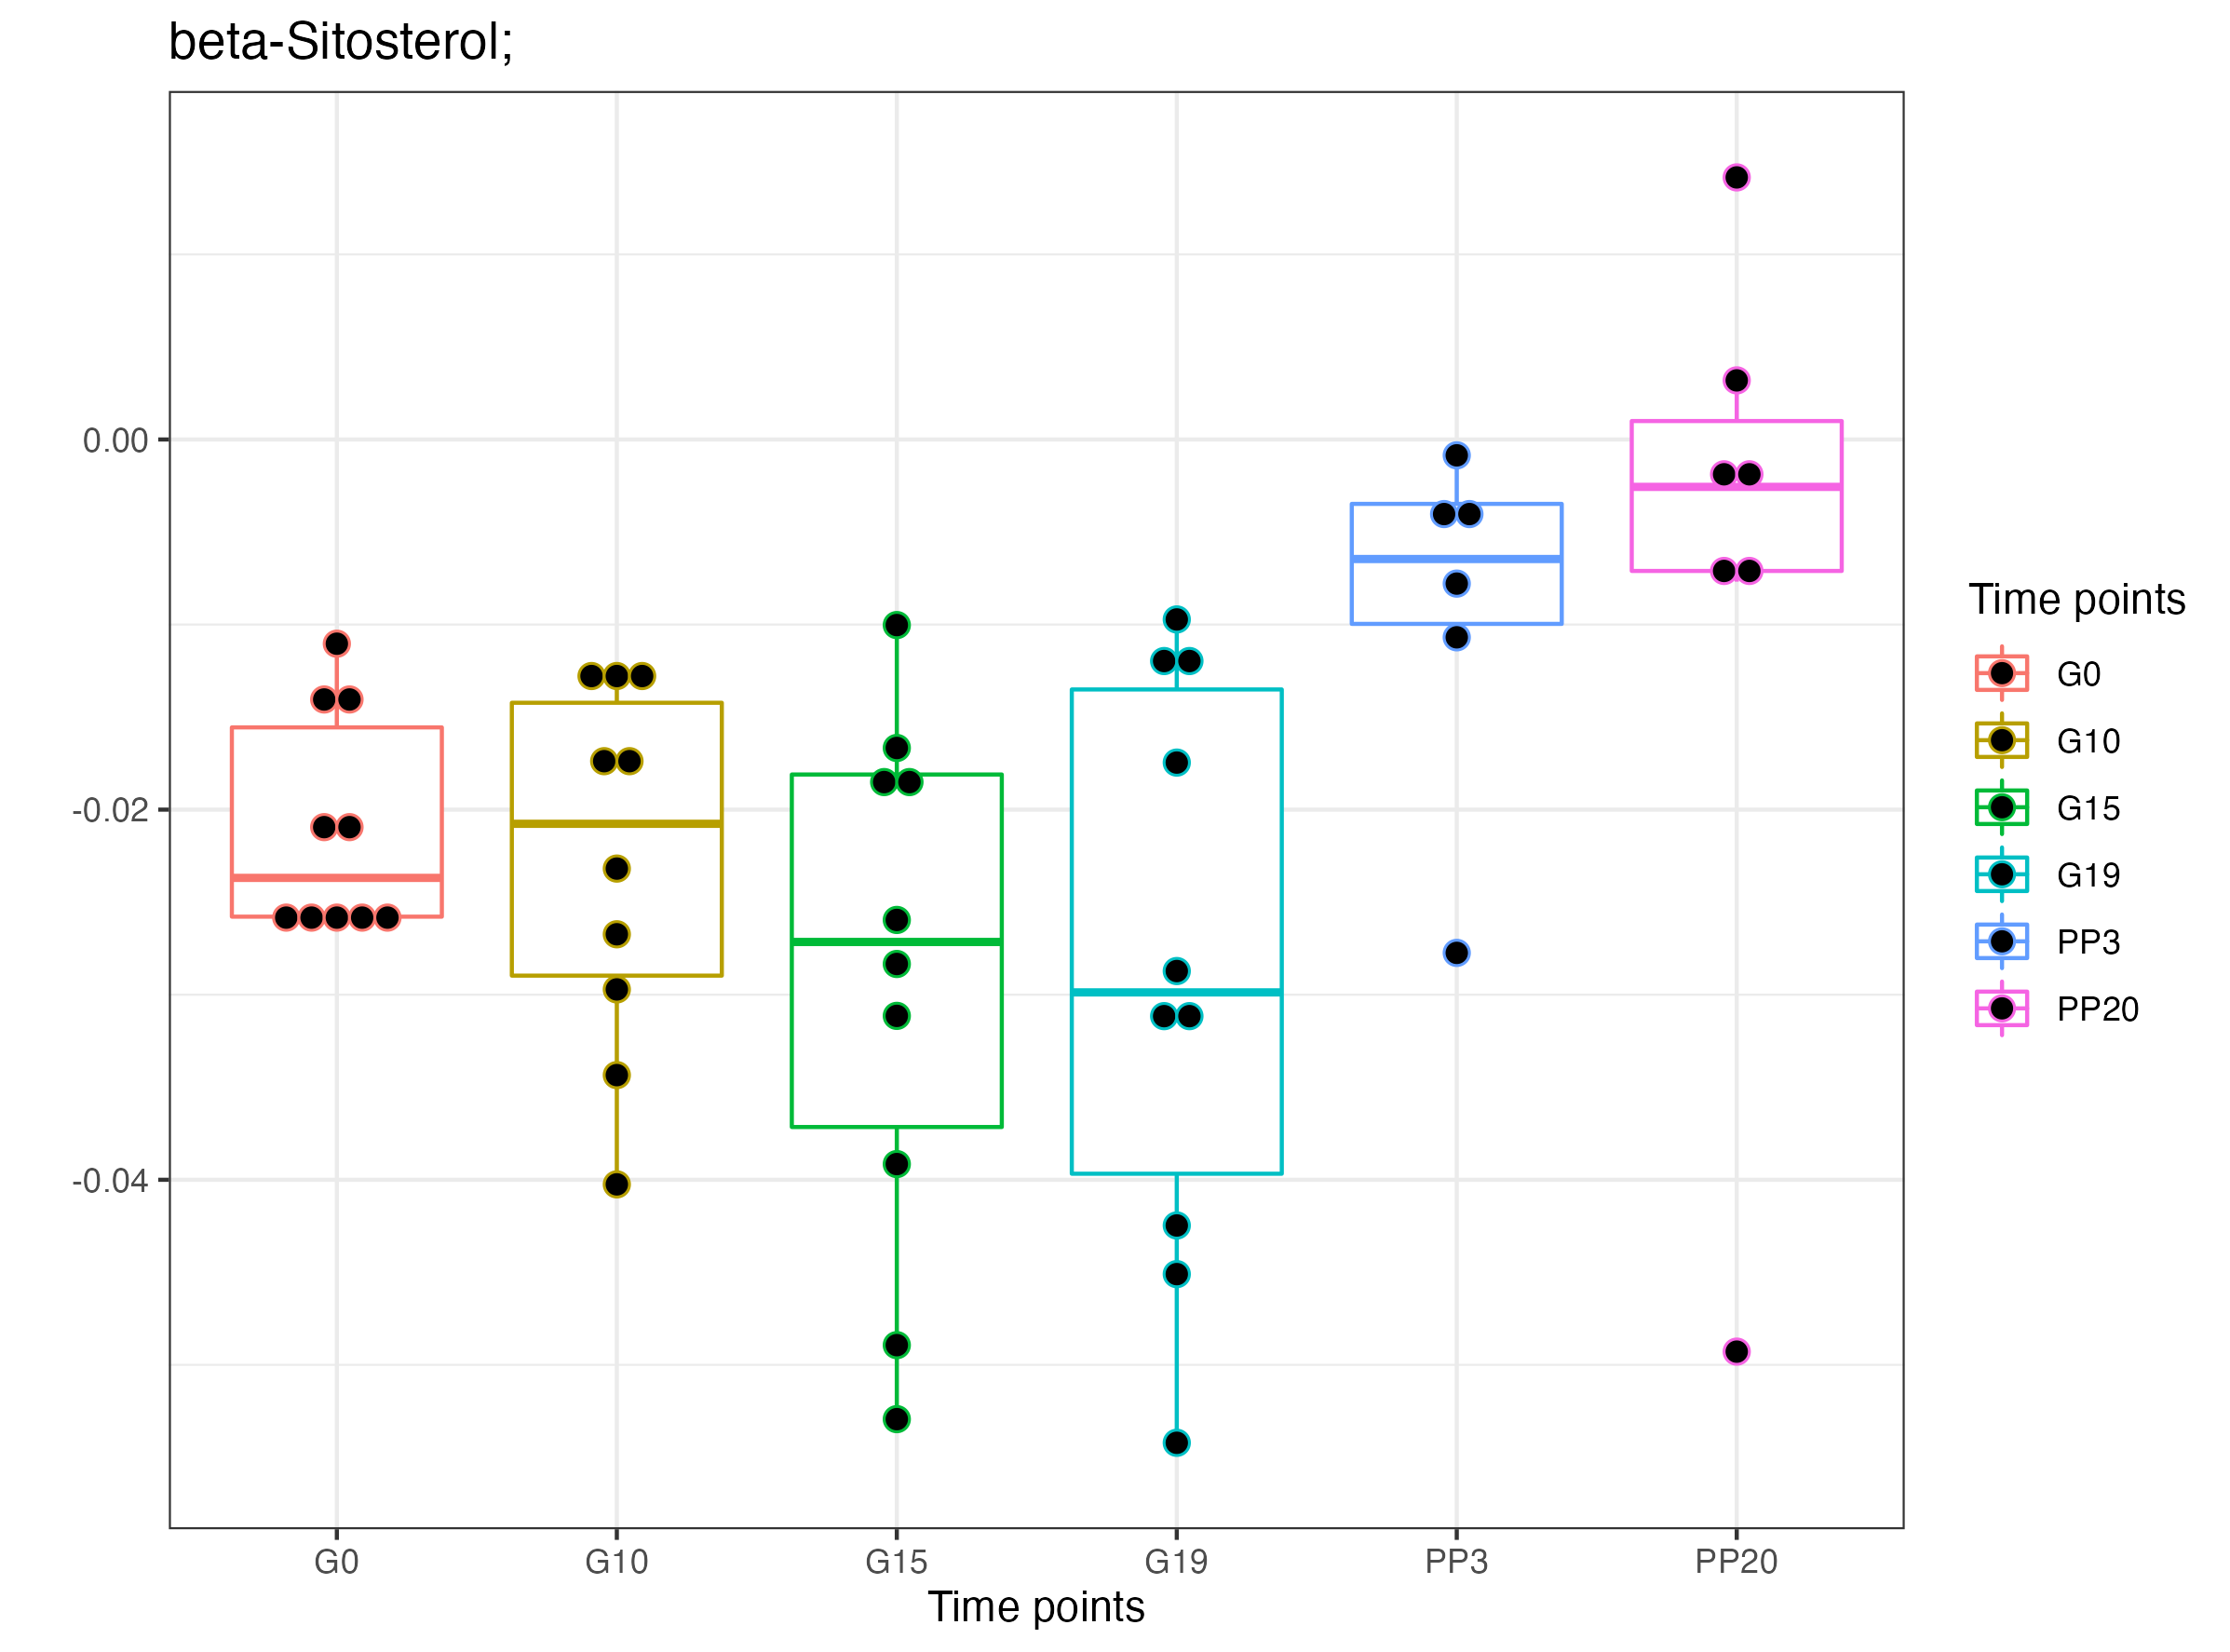 beta-Sitosterol;
0.00
-0.02
-0.04
G0 G10 G15 G19 PP3 PP20
Time points
Time points
G0
G10
G15
G19
PP3
PP20